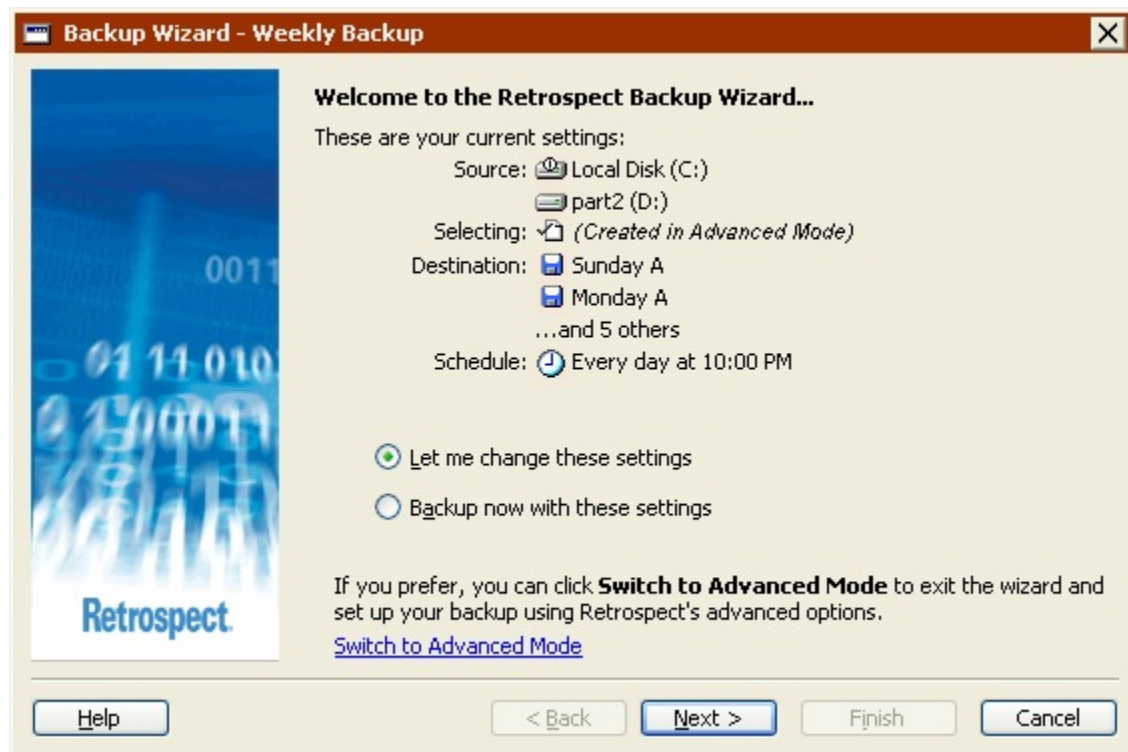 Backup Wizard - Weekly Backup
Welcome to the Retrospect Backup Wizard...
These are your current settings:
Source: Local Disk (C:)
part2 (D:)
Selecting: (Created in Advanced Mode)
Destination: Sunday A
Monday A
...and 5 others
Schedule: Every day at 10:00 PM
Let me change these settings
Backup now with these settings
If you prefer, you can click Switch to Advanced Mode to exit the wizard and
set up your backup using Retrospect's advanced options.
Switch to Advanced Mode
0011
01 11 010
0 1 00011
Retrospect.
Help
< Back
Next >
Finish
Cancel